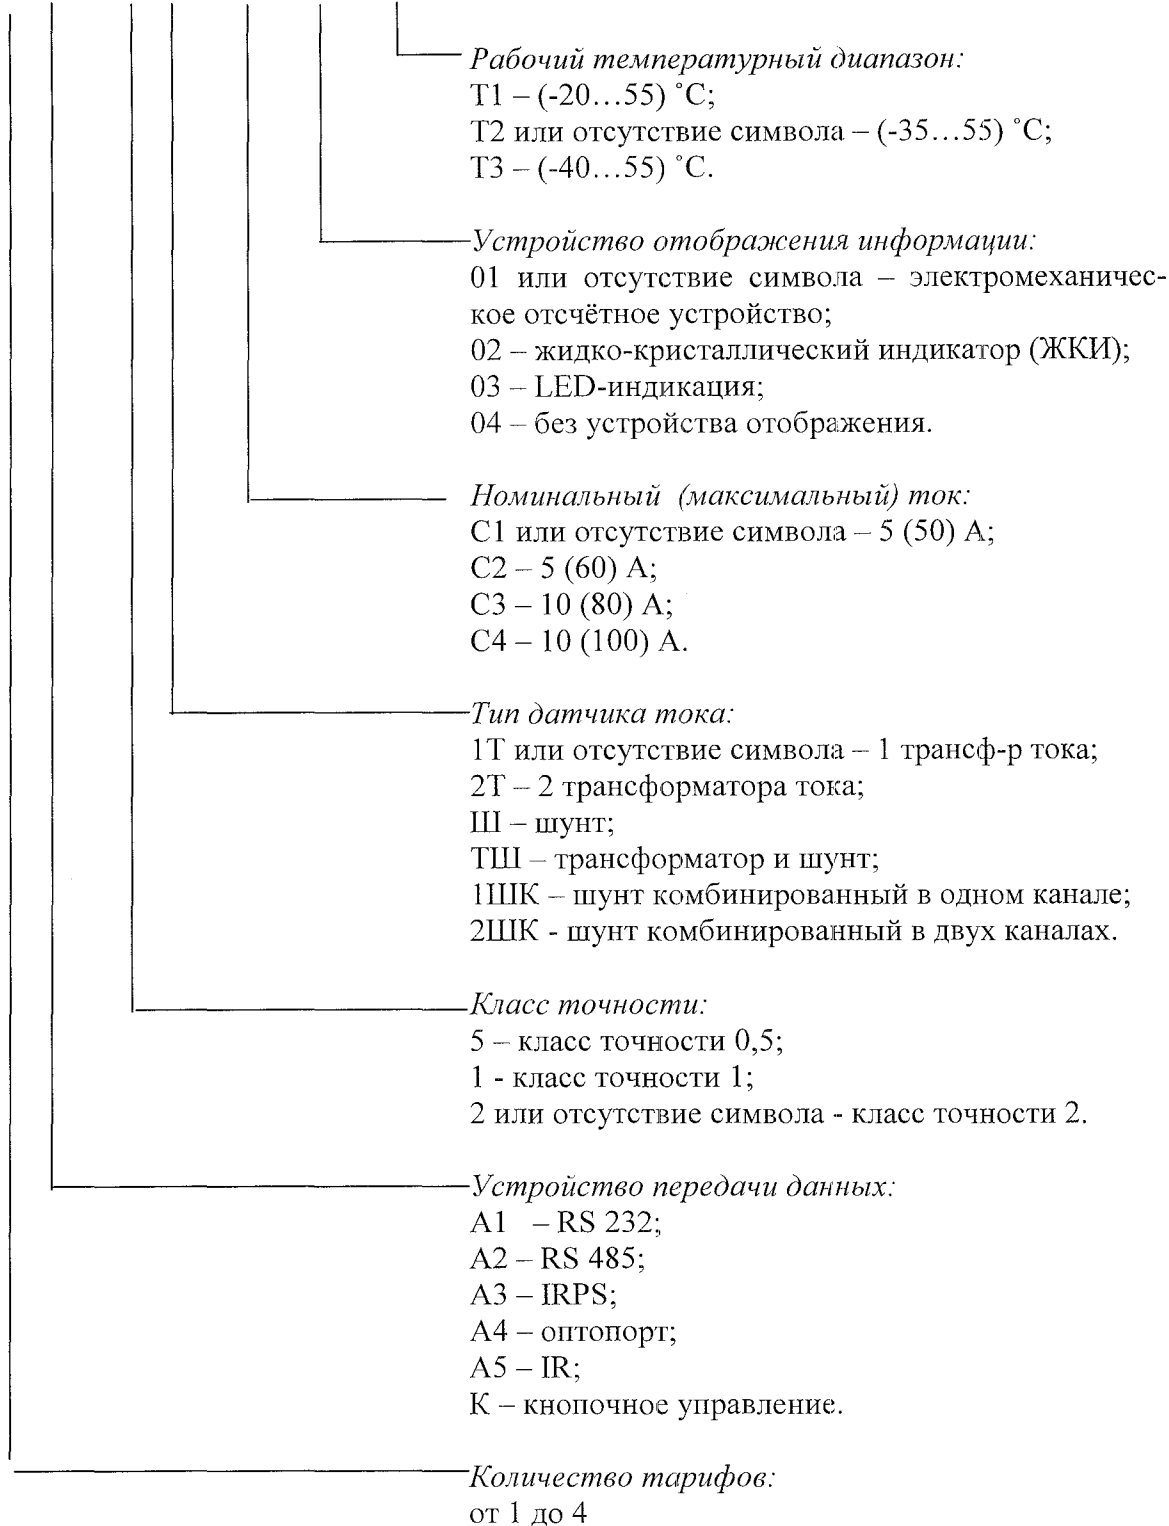 Рабочий температурный диапазон:
Т1 – (-20…55) °С;
Т2 или отсутствие символа – (-35…55) °С;
Т3 – (-40…55) °С.
Устройство отображения информации:
01 или отсутствие символа – электромеханичес-
кое отсчётное устройство;
02 – жидко-кристаллический индикатор (ЖКИ);
03 – LED-индикация;
04 – без устройства отображения.
Номинальный (максимальный) ток:
С1 или отсутствие символа – 5 (50) А;
С2 – 5 (60) А;
С3 – 10 (80) А;
С4 – 10 (100) А.
Тип датчика тока:
1Т или отсутствие символа – 1 трансф-р тока;
2Т – 2 трансформатора тока;
Ш – шунт;
ТШ – трансформатор и шунт;
1ШК – шунт комбинированный в одном канале;
2ШК - шунт комбинированный в двух каналах.
Класс точности:
5 – класс точности 0,5;
1 - класс точности 1;
2 или отсутствие символа - класс точности 2.
Устройство передачи данных:
А1 – RS 232;
А2 – RS 485;
А3 – IRPS;
А4 – оптопорт;
А5 – IR;
К – кнопочное управление.
Количество тарифов:
от 1 до 4